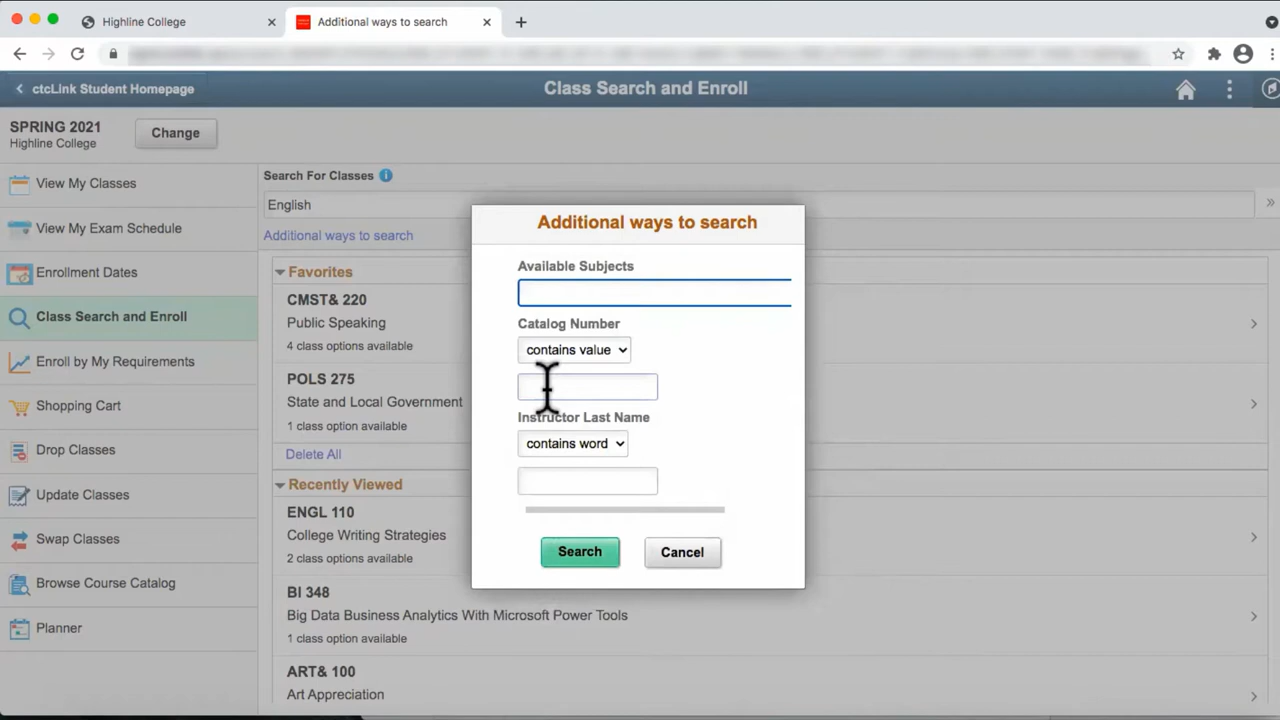 Highline College
Additional ways to search
ctcLink Student Homepage
Class Search and Enroll
SPRING 2021
Highline College
Change
View My Classes
View My Exam Schedule
Enrollment Dates
Class Search and Enroll
Enroll by My Requirements
Shopping Cart
Drop Classes
Update Classes
Swap Classes
Browse Course Catalog
Planner
Search For Classes
English
Additional ways to search
Favorites
CMST& 220
Public Speaking
4 class options available
POLS 275
State and Local Government
1 class option available
Delete All
Recently Viewed
ENGL 110
College Writing Strategies
2 class options available
BI 348
Big Data Business Analytics With Microsoft Power Tools
1 class option available
ART& 100
Art Appreciation
Additional ways to search
Available Subjects
Catalog Number
contains value
Instructor Last Name
contains word
Search
Cancel